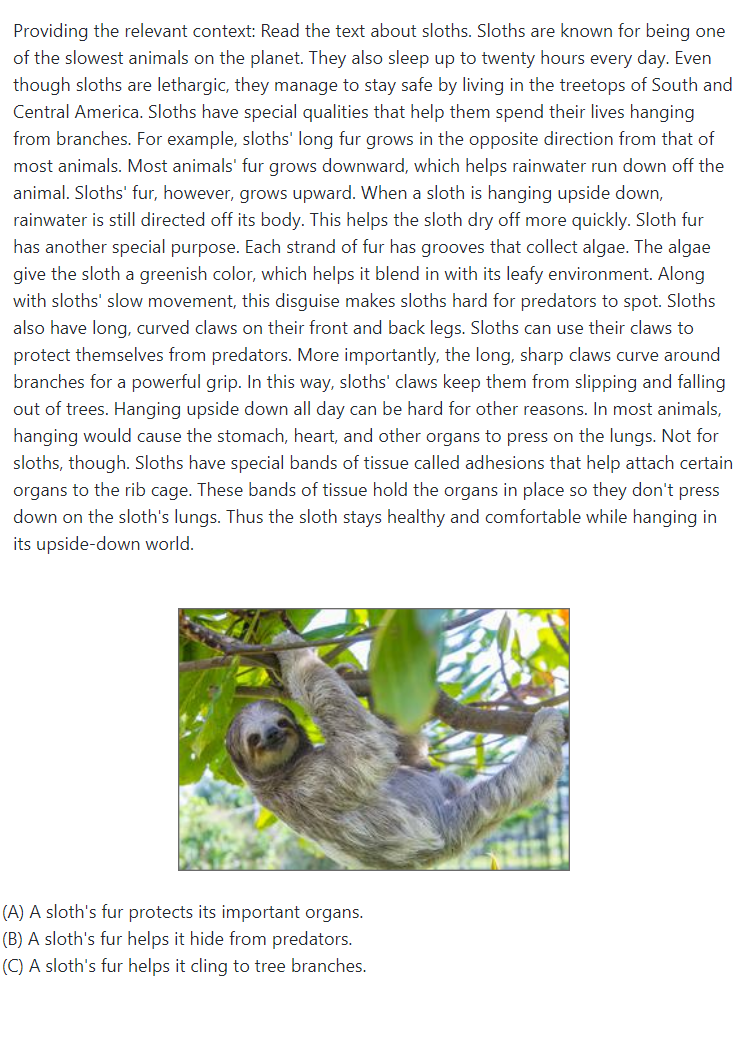 Providing the relevant context: Read the text about sloths. Sloths are known for being one
of the slowest animals on the planet. They also sleep up to twenty hours every day. Even
though sloths are lethargic, they manage to stay safe by living in the treetops of South and
Central America. Sloths have special qualities that help them spend their lives hanging
from branches. For example, sloths' long fur grows in the opposite direction from that of
most animals. Most animals' fur grows downward, which helps rainwater run down off the
animal. Sloths' fur, however, grows upward. When a sloth is hanging upside down,
rainwater is still directed off its body. This helps the sloth dry off more quickly. Sloth fur
has another special purpose. Each strand of fur has grooves that collect algae. The algae
give the sloth a greenish color, which helps it blend in with its leafy environment. Along
with sloths' slow movement, this disguise makes sloths hard for predators to spot. Sloths
also have long, curved claws on their front and back legs. Sloths can use their claws to
protect themselves from predators. More importantly, the long, sharp claws curve around
branches for a powerful grip. In this way, sloths' claws keep them from slipping and falling
out of trees. Hanging upside down all day can be hard for other reasons. In most animals,
hanging would cause the stomach, heart, and other organs to press on the lungs. Not for
sloths, though. Sloths have special bands of tissue called adhesions that help attach certain
organs to the rib cage. These bands of tissue hold the organs in place so they don't press
down on the sloth's lungs. Thus the sloth stays healthy and comfortable while hanging in
its upside-down world.
(A) A sloth's fur protects its important organs.
(B) A sloth's fur helps it hide from predators.
(C) A sloth's fur helps it cling to tree branches.